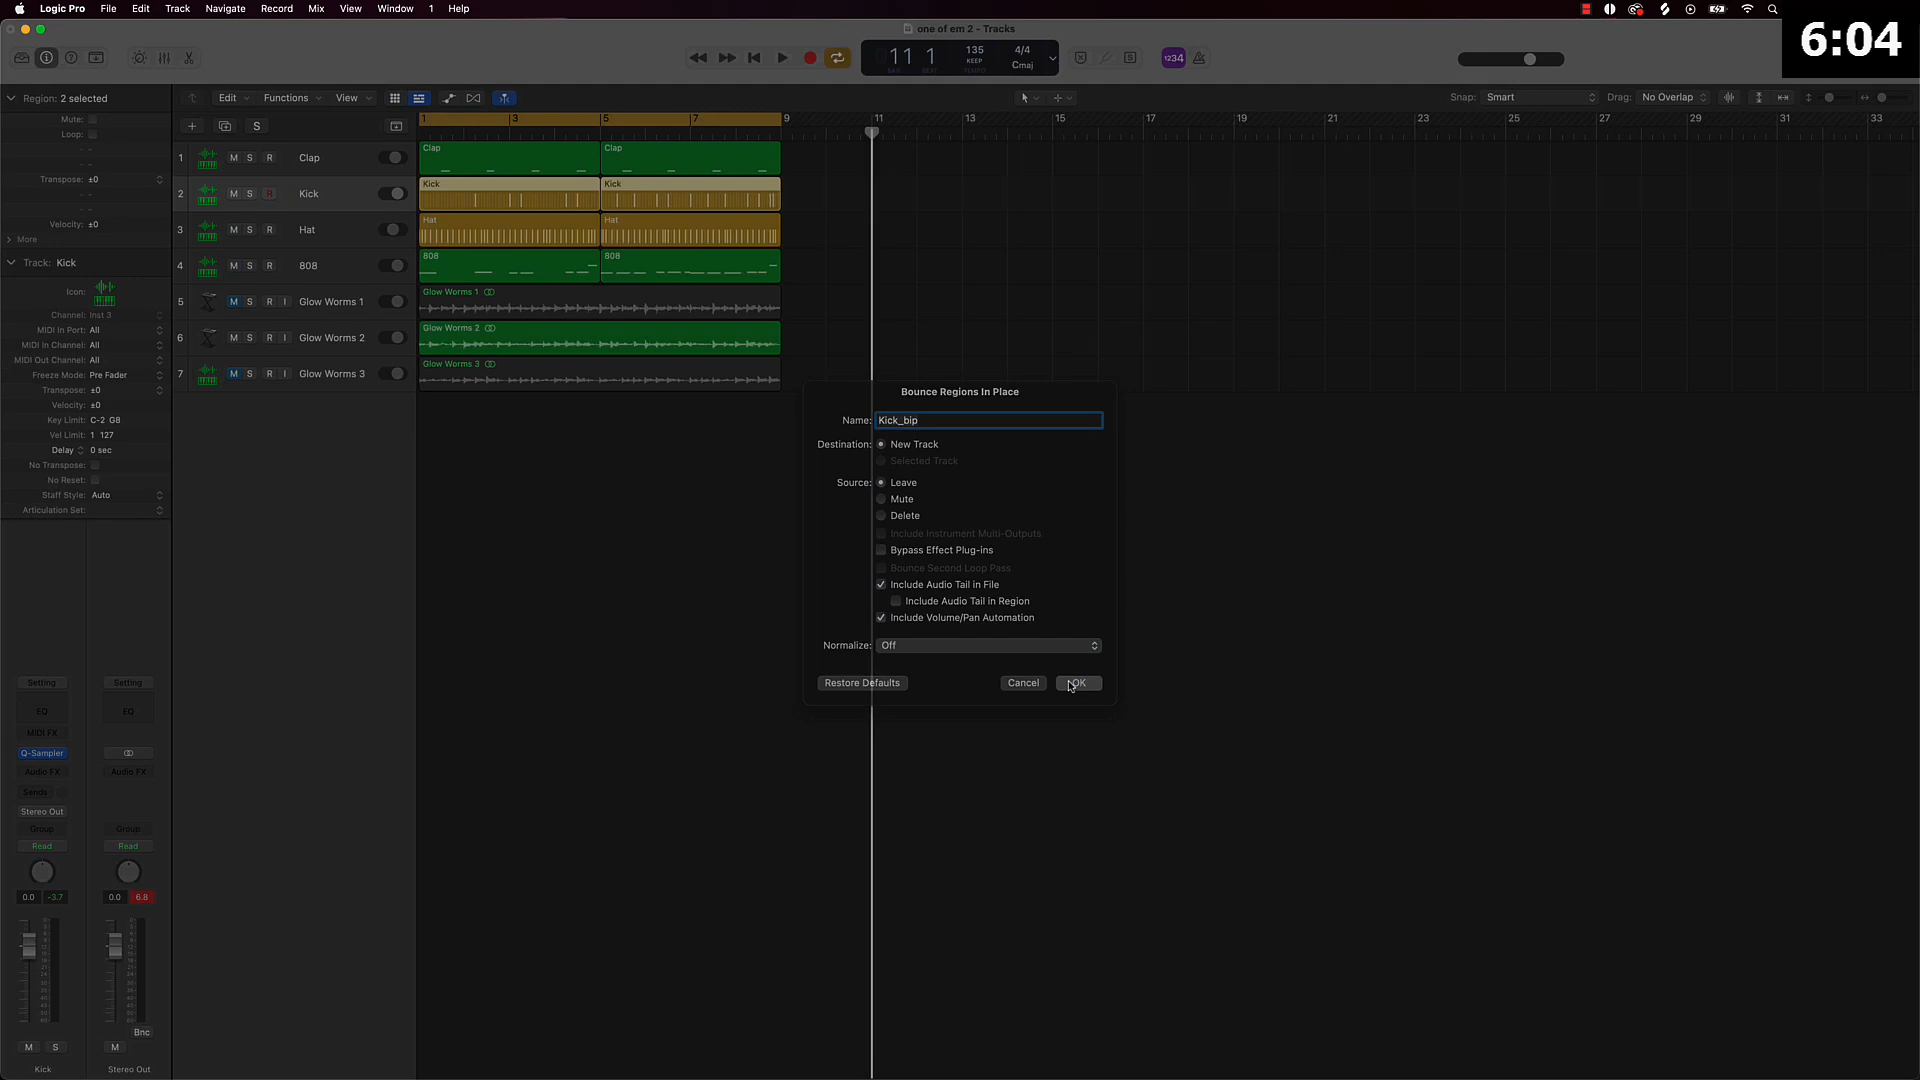 Logic Pro File Edit Track Navigate Record Mix View Window 1 Help
6:04
one of em 2 - Tracks
11 1 135 4/4
KEEP
BAR BEAT TEMPO Cmaj
1234
Region: 2 selected
Edit Functions View
Snap: Smart
Drag: No Overlap
Mute:
Loop:
Transpose: ±0
Velocity: ±0
More
S
1 3 5 7 9 11 13 15 17 19 21 23 25 27 29 31 33
1 M S R Clap
Clap Clap
2 M S R Kick
Kick Kick
3 M S R Hat
Hat Hat
4 M S R 808
808 808
5 M S R I Glow Worms 1
Glow Worms 1
6 M S R I Glow Worms 2
Glow Worms 2
7 M S R I Glow Worms 3
Glow Worms 3
Track: Kick
Icon:
Channel: Inst 3
MIDI In Port: All
MIDI In Channel: All
MIDI Out Channel: All
Freeze Mode: Pre Fader
Transpose: ±0
Velocity: ±0
Key Limit: C-2 G8
Vel Limit: 1 127
Delay 0 sec
No Transpose:
No Reset:
Staff Style: Auto
Articulation Set:
Bounce Regions In Place
Name: Kick_bip
Destination: New Track
Selected Track
Source: Leave
Mute
Delete
Include Instrument Multi-Outputs
Bypass Effect Plug-ins
Bounce Second Loop Pass
Include Audio Tail in File
Include Audio Tail in Region
Include Volume/Pan Automation
Normalize: Off
Restore Defaults Cancel OK
Setting Setting
EQ EQ
MIDI FX
Q-Sampler
Audio FX Audio FX
Sends
Stereo Out
Group Group
Read Read
0.0 -3.7 0.0 6.8
Bnc
M S M
Kick Stereo Out